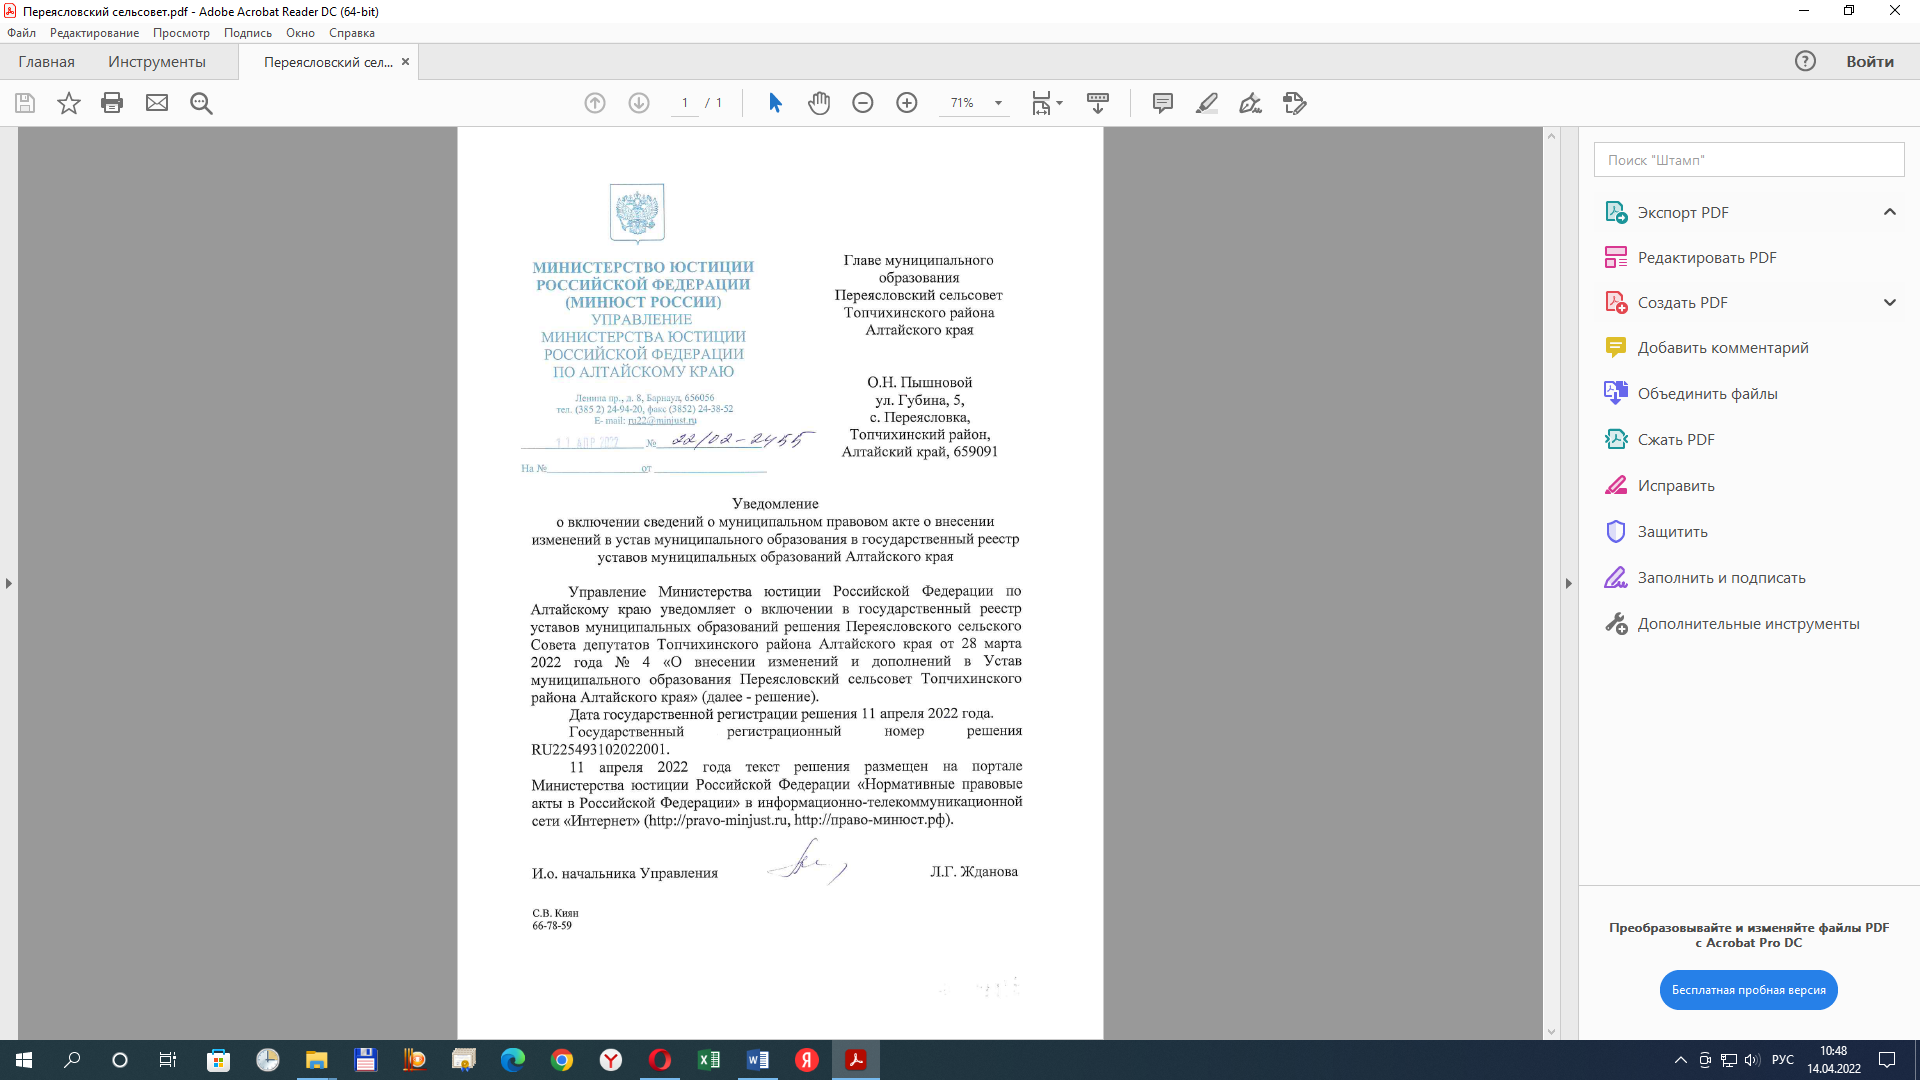 Переясловский сельсовет.pdf - Adobe Acrobat Reader DC (64-bit)
Файл Редактирование Просмотр Подпись Окно Справка
Главная Инструменты Переясловский сел... Войти
1 / 1 71%
МИНИСТЕРСТВО ЮСТИЦИИ
РОССИЙСКОЙ ФЕДЕРАЦИИ
(МИНЮСТ РОССИИ)
УПРАВЛЕНИЕ
МИНИСТЕРСТВА ЮСТИЦИИ
РОССИЙСКОЙ ФЕДЕРАЦИИ
ПО АЛТАЙСКОМУ КРАЮ
Ленина пр., д. 8, Барнаул, 656056
тел. (385 2) 24-94-20, факс (3852) 24-38-52
E- mail: ru22@minjust.ru
11 АПР 2022 № 22/02-2455
На № от
Главе муниципального
образования
Переясловский сельсовет
Топчихинского района
Алтайского края
О.Н. Пышновой
ул. Губина, 5,
с. Переясловка,
Топчихинский район,
Алтайский край, 659091
Уведомление
о включении сведений о муниципальном правовом акте о внесении
изменений в устав муниципального образования в государственный реестр
уставов муниципальных образований Алтайского края
Управление Министерства юстиции Российской Федерации по
Алтайскому краю уведомляет о включении в государственный реестр
уставов муниципальных образований решения Переясловского сельского
Совета депутатов Топчихинского района Алтайского края от 28 марта
2022 года № 4 «О внесении изменений и дополнений в Устав
муниципального образования Переясловский сельсовет Топчихинского
района Алтайского края» (далее - решение).
Дата государственной регистрации решения 11 апреля 2022 года.
Государственный регистрационный номер решения
RU225493102022001.
11 апреля 2022 года текст решения размещен на портале
Министерства юстиции Российской Федерации «Нормативные правовые
акты в Российской Федерации» в информационно-телекоммуникационной
сети «Интернет» (http://pravo-minjust.ru, http://право-минюст.рф).
И.о. начальника Управления Л.Г. Жданова
С.В. Киян
66-78-59
Поиск "Штамп"
Экспорт PDF
Редактировать PDF
Создать PDF
Добавить комментарий
Объединить файлы
Сжать PDF
Исправить
Защитить
Заполнить и подписать
Дополнительные инструменты
Преобразовывайте и изменяйте файлы PDF
с Acrobat Pro DC
Бесплатная пробная версия
РУС
10:48
14.04.2022